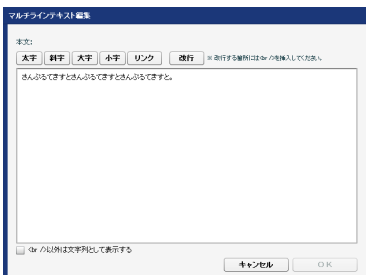 マルチラインテキスト編集
本文:
太字 斜字 大字 小字 リンク 改行 ※ 改行する箇所には<br />を挿入してください。
さんぷるてきすとさんぷるてきすとさんぷるてきすと。
<br />以外は文字列として表示する
キャンセル OK